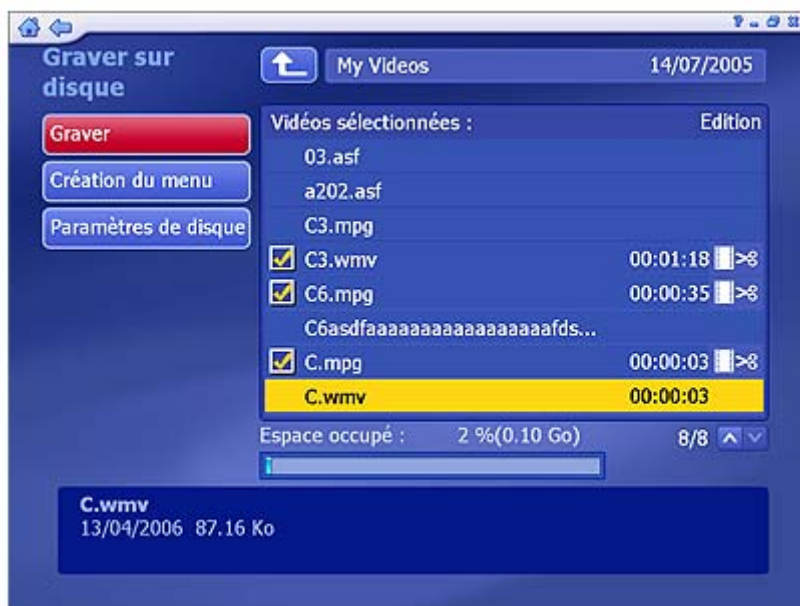 Graver sur
disque
My Videos 14/07/2005
Graver
Création du menu
Paramètres de disque
Vidéos sélectionnées : Edition
03.asf
a202.asf
C3.mpg
C3.wmv 00:01:18
C6.mpg 00:00:35
C6asdfaaaaaaaaaaaaaaaaaafds...
C.mpg 00:00:03
C.wmv 00:00:03
Espace occupé : 2 %(0.10 Go) 8/8
C.wmv
13/04/2006 87.16 Ko